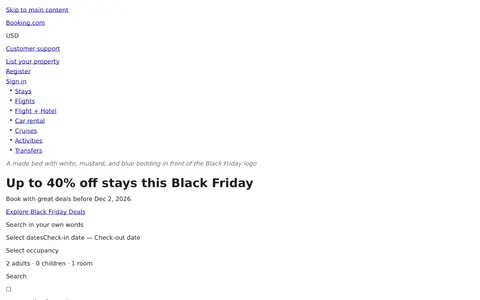 Skip to main content
Booking.com
USD
Customer support
List your property
Register
Sign in
Stays
Flights
Flight + Hotel
Car rental
Cruises
Activities
Transfers
A made bed with white, mustard, and blue bedding in front of the Black Friday logo
Up to 40% off stays this Black Friday
Book with great deals before Dec 2, 2026.
Explore Black Friday Deals
Search in your own words
Select datesCheck-in date — Check-out date
Select occupancy
2 adults · 0 children · 1 room
Search